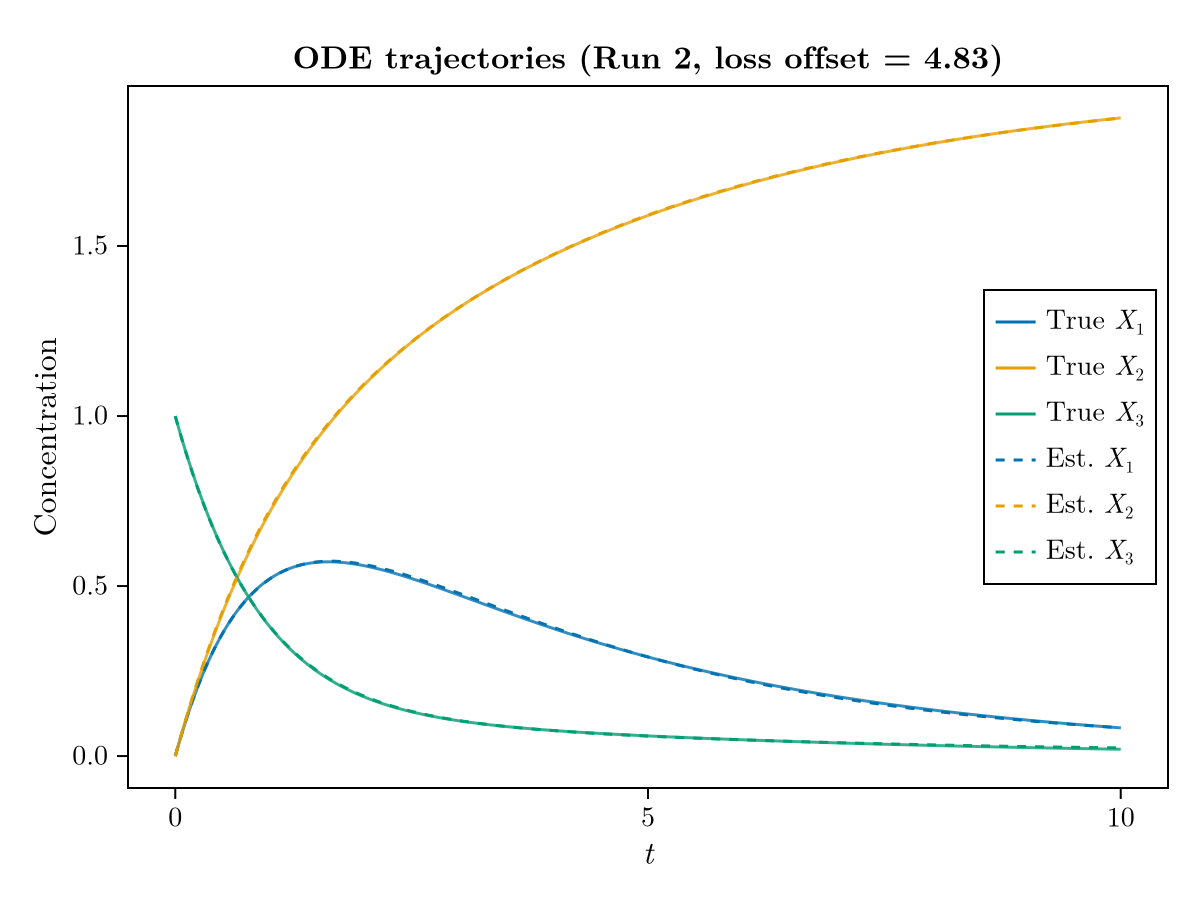 ODE trajectories (Run 2, loss offset = 4.83)
Concentration
1.5
1.0
0.5
0.0
0 5 10
t
True X₁
True X₂
True X₃
Est. X₁
Est. X₂
Est. X₃